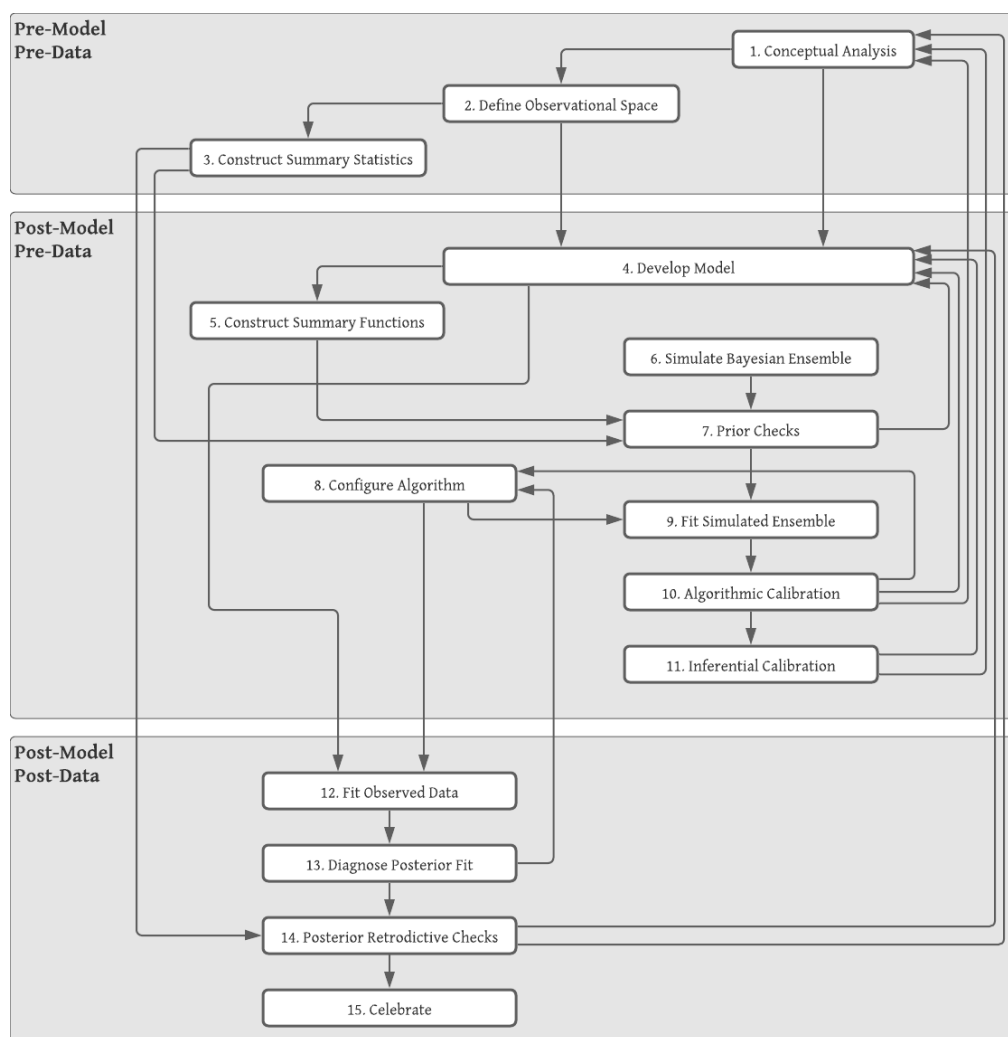 Pre-Model
Pre-Data
1. Conceptual Analysis
2. Define Observational Space
3. Construct Summary Statistics
Post-Model
Pre-Data
4. Develop Model
5. Construct Summary Functions
6. Simulate Bayesian Ensemble
7. Prior Checks
8. Configure Algorithm
9. Fit Simulated Ensemble
10. Algorithmic Calibration
11. Inferential Calibration
Post-Model
Post-Data
12. Fit Observed Data
13. Diagnose Posterior Fit
14. Posterior Retrodictive Checks
15. Celebrate